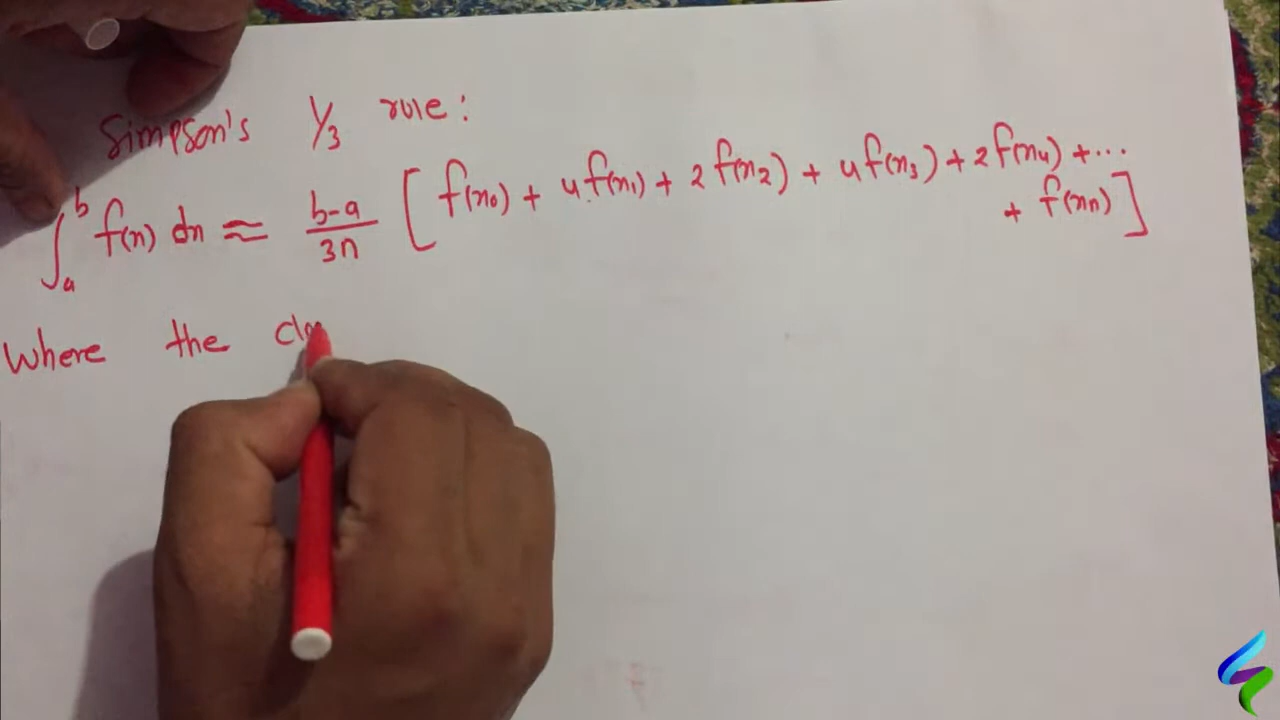 Simpson's 1/3 rule:
∫_a^b f(x) dx ≈ (b-a)/(3n) [ f(x₀) + 4f(x₁) + 2f(x₂) + 4f(x₃) + 2f(x₄) + ...
+ f(xₙ) ]
Where the